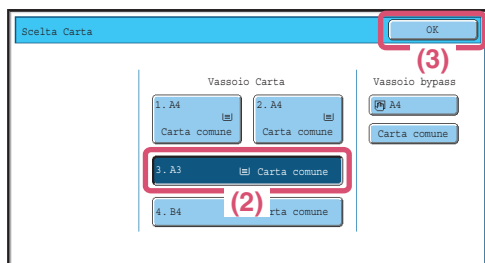 Scelta Carta
OK
(3)
Vassoio Carta
Vassoio bypass
1. A4
Carta comune
2. A4
Carta comune
A4
Carta comune
3. A3 Carta comune
(2)
4. B4 comune